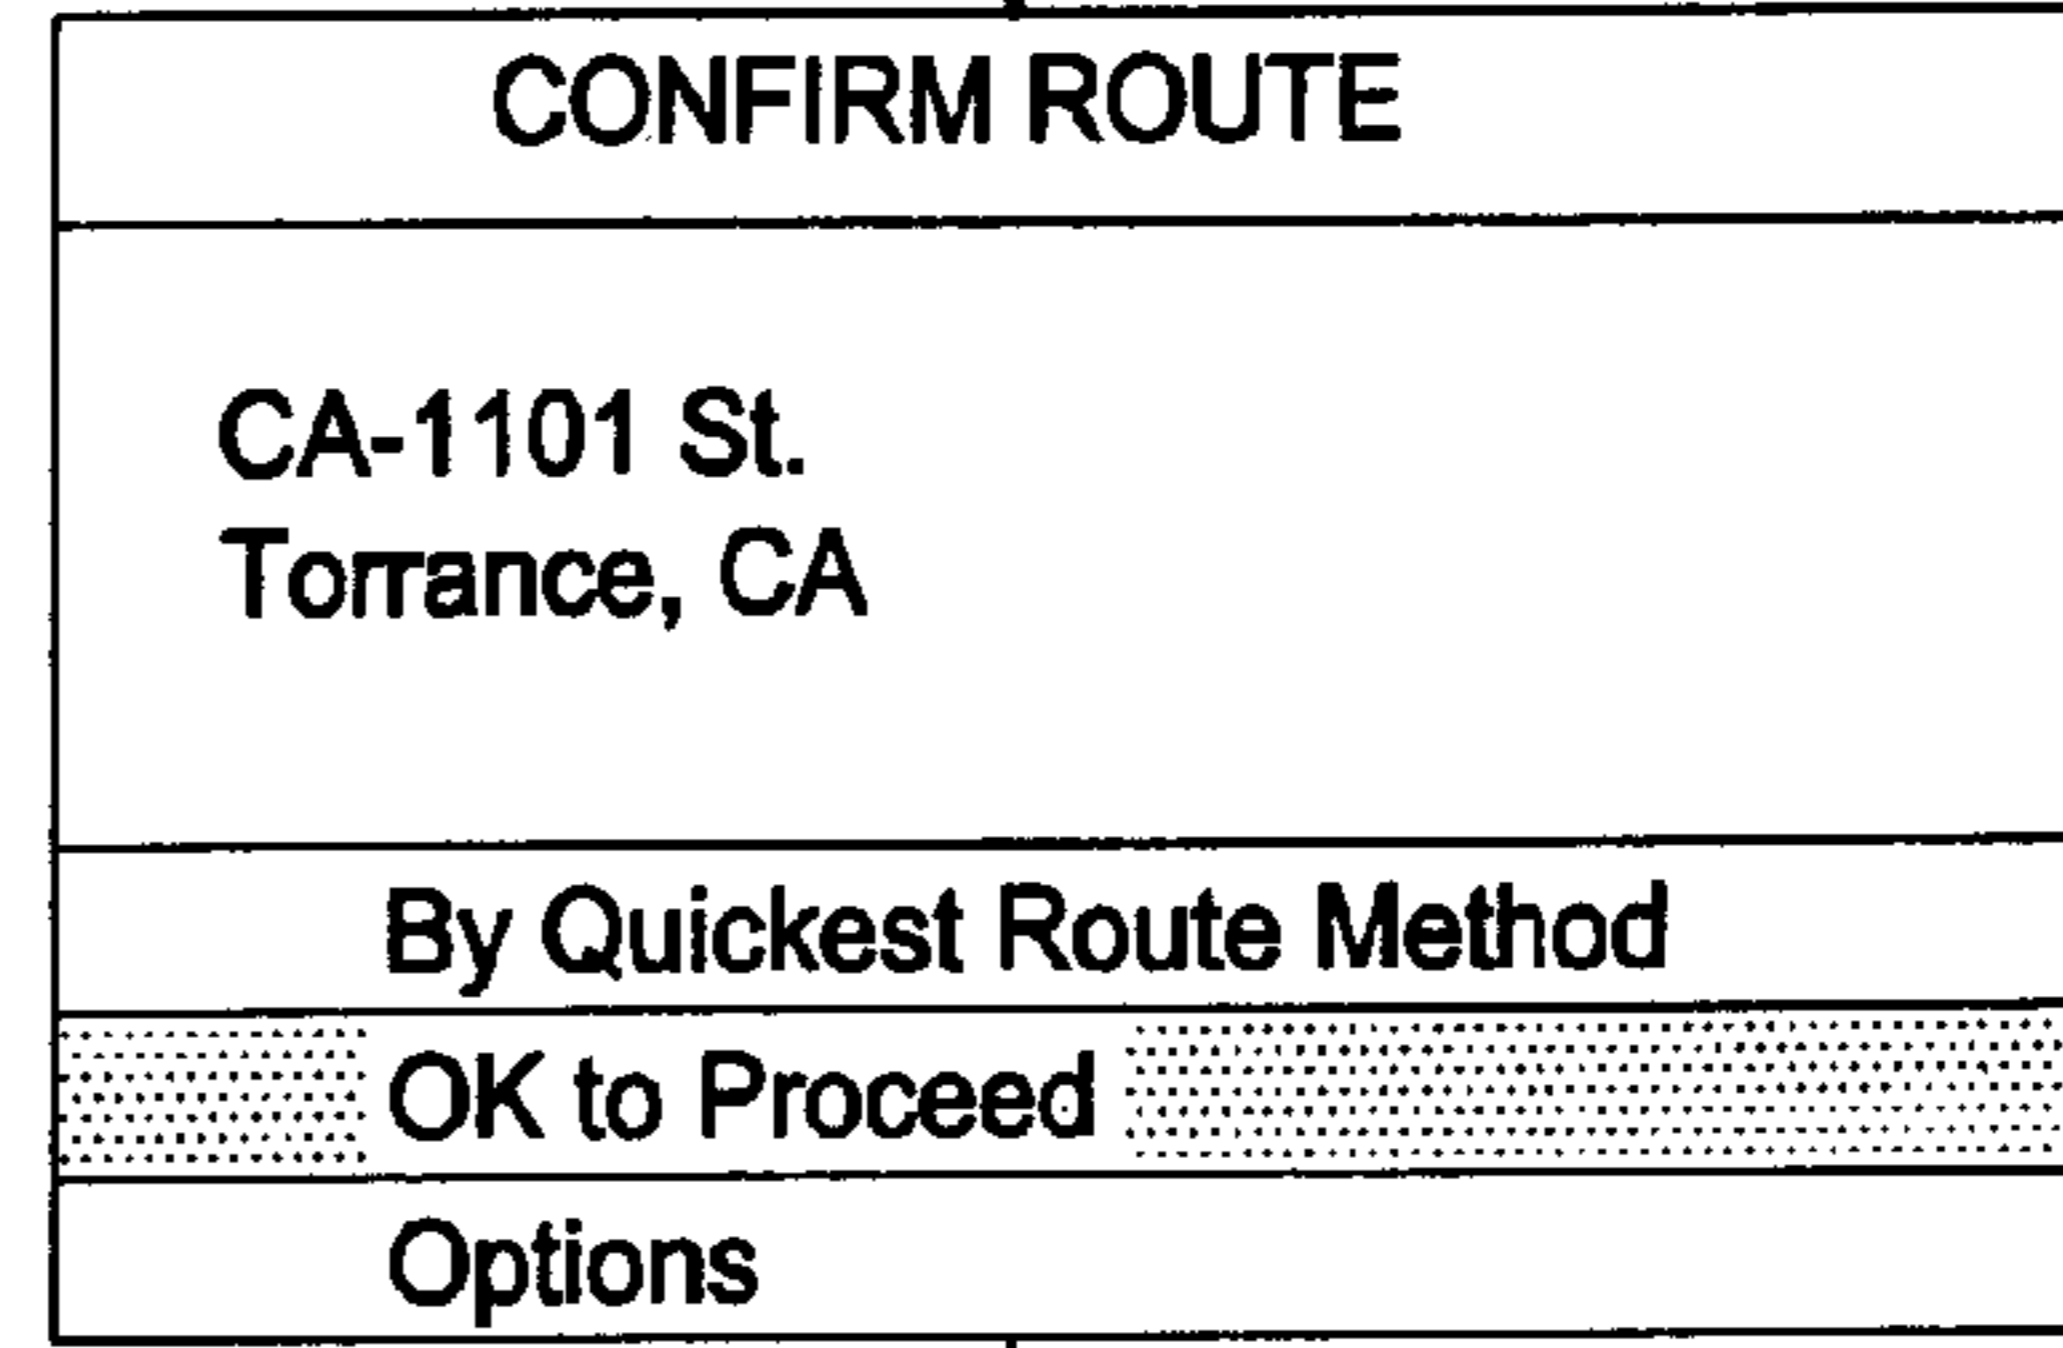 CONFIRM ROUTE
CA-1101 St.
Torrance, CA
By Quickest Route Method
OK to Proceed
Options